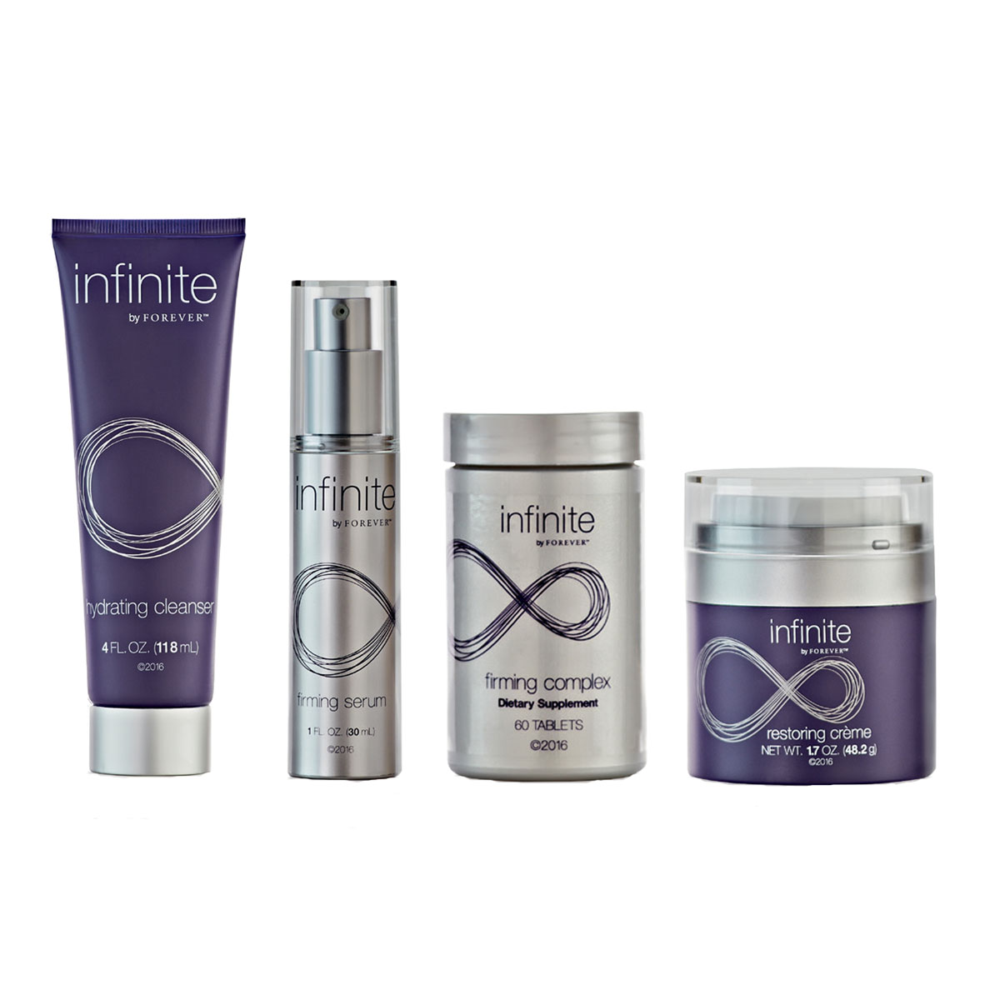 infinite
by FOREVER™
hydrating cleanser
4 FL. OZ. (118 mL)
©2016
infinite
by FOREVER™
firming serum
1 FL. OZ. (30 mL)
©2016
infinite
by FOREVER™
firming complex
Dietary Supplement
60 TABLETS
©2016
infinite
by FOREVER™
restoring crème
NET WT. 1.7 OZ. (48.2 g)
©2016